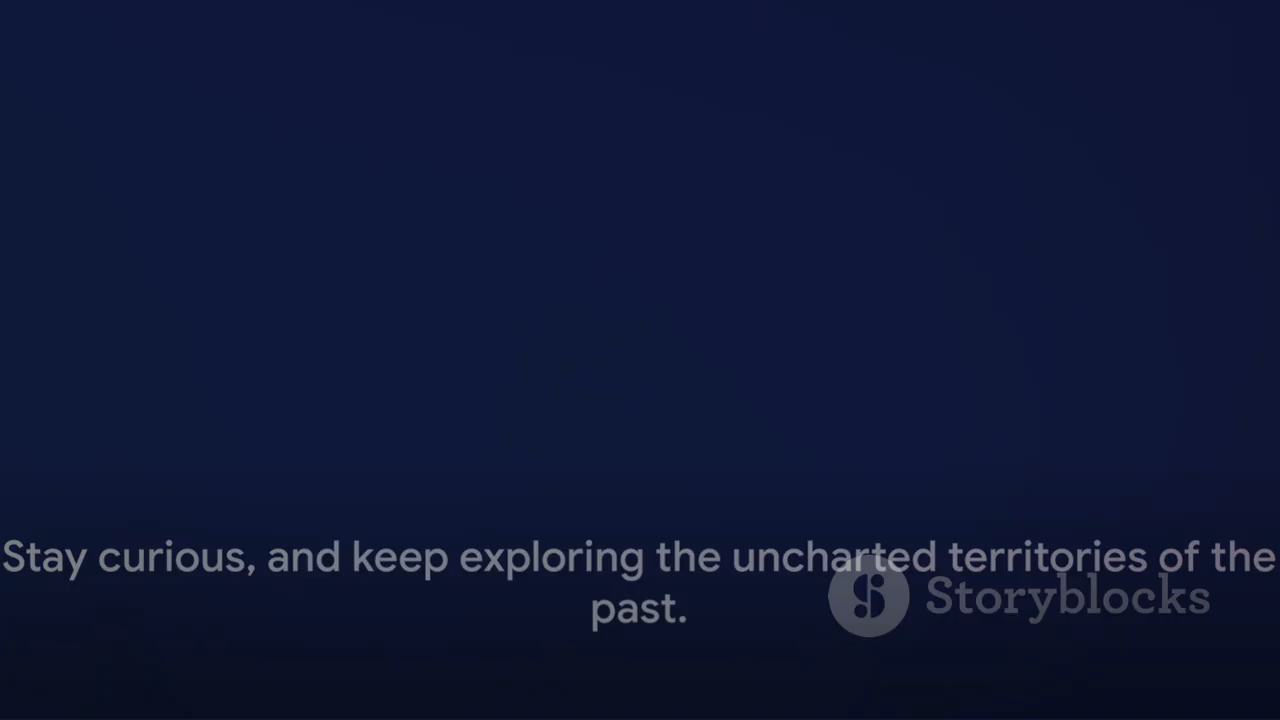 Stay curious, and keep exploring the uncharted territories of the
past.
Storyblocks